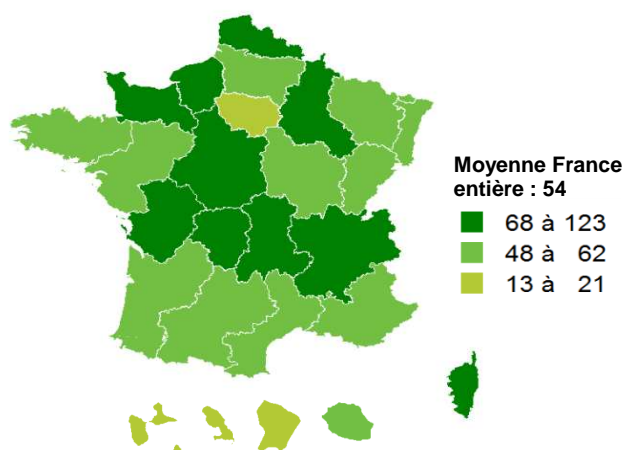 Moyenne France
entière : 54
68 à 123
48 à 62
13 à 21